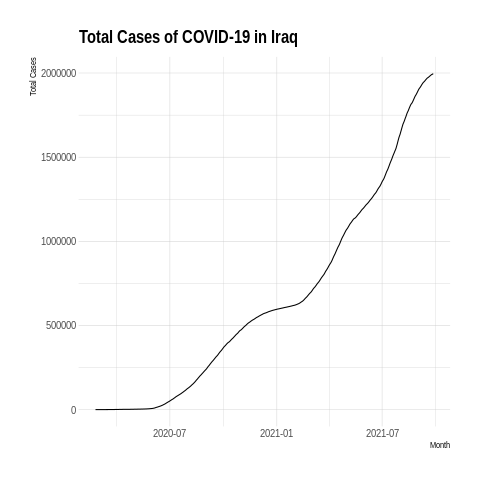 Total Cases of COVID-19 in Iraq
Total Cases
2000000
1500000
1000000
500000
0
2020-07 2021-01 2021-07
Month